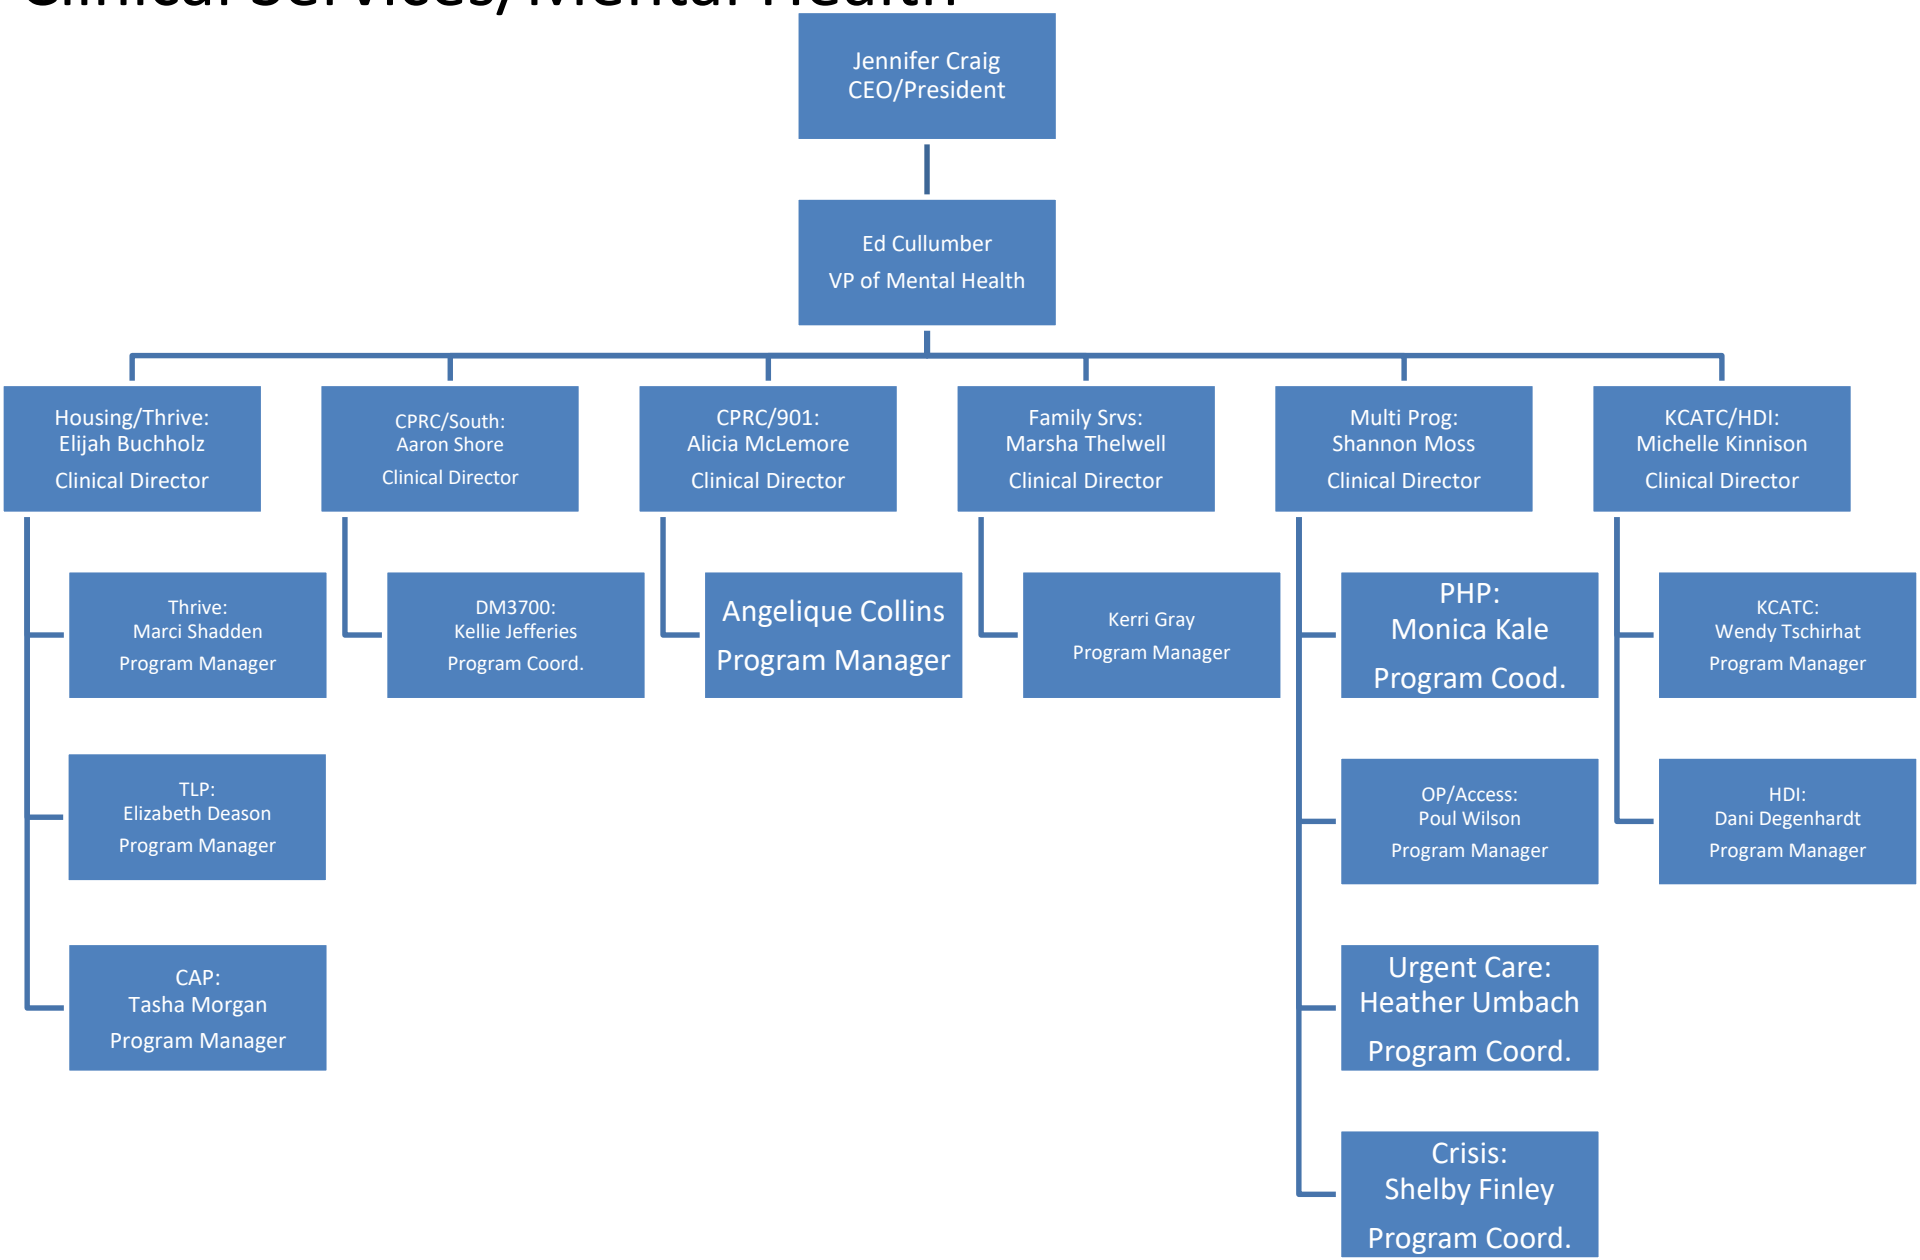 Clinical Services/Mental Health
Jennifer Craig
CEO/President
Ed Cullumber
VP of Mental Health
Housing/Thrive:
Elijah Buchholz
Clinical Director
CPRC/South:
Aaron Shore
Clinical Director
CPRC/901:
Alicia McLemore
Clinical Director
Family Srvs:
Marsha Thelwell
Clinical Director
Multi Prog:
Shannon Moss
Clinical Director
KCATC/HDI:
Michelle Kinnison
Clinical Director
Thrive:
Marci Shadden
Program Manager
DM3700:
Kellie Jefferies
Program Coord.
Angelique Collins
Program Manager
Kerri Gray
Program Manager
PHP:
Monica Kale
Program Cood.
KCATC:
Wendy Tschirhat
Program Manager
TLP:
Elizabeth Deason
Program Manager
OP/Access:
Poul Wilson
Program Manager
HDI:
Dani Degenhardt
Program Manager
CAP:
Tasha Morgan
Program Manager
Urgent Care:
Heather Umbach
Program Coord.
Crisis:
Shelby Finley
Program Coord.